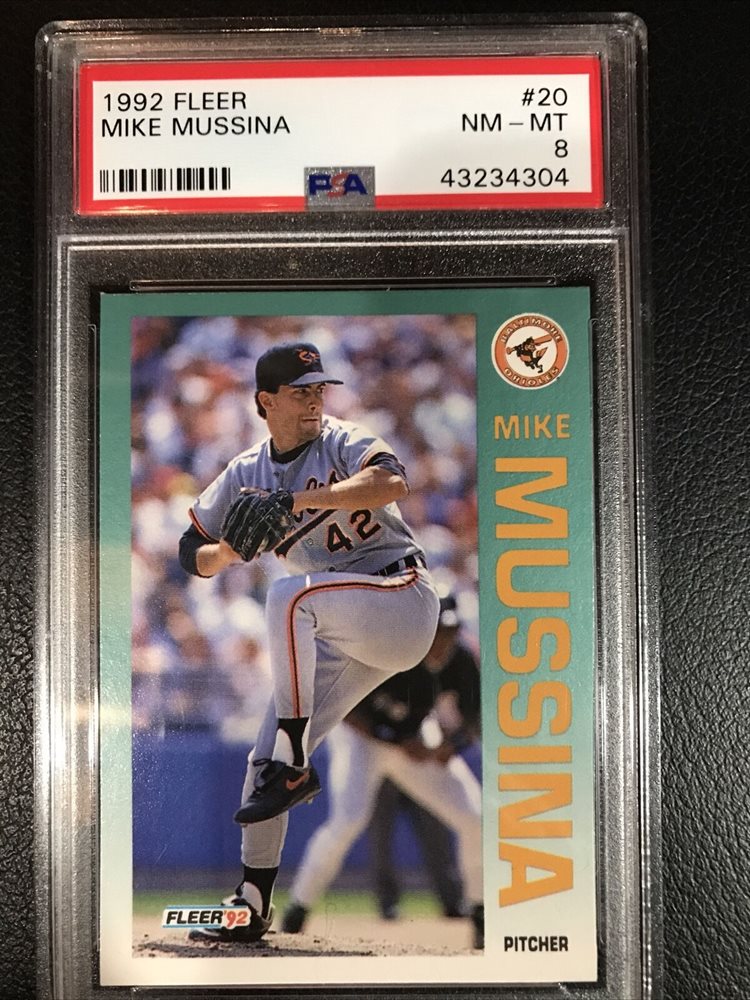 1992 FLEER #20
MIKE MUSSINA NM - MT
8
PSA 43234304
BALTIMORE
ORIOLES
MIKE
MUSSINA
42
FLEER '92
PITCHER